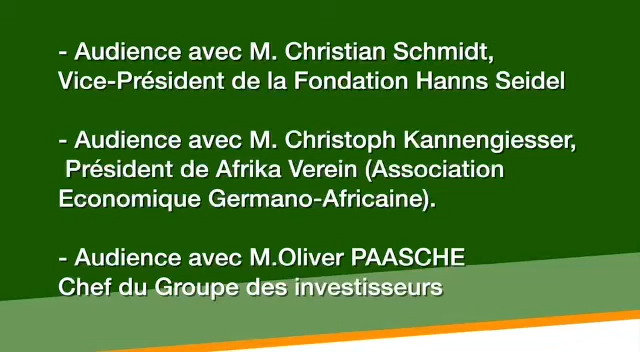 - Audience avec M. Christian Schmidt,
Vice-Président de la Fondation Hanns Seidel
- Audience avec M. Christoph Kannengiesser,
Président de Afrika Verein (Association
Economique Germano-Africaine).
- Audience avec M.Oliver PAASCHE
Chef du Groupe des investisseurs